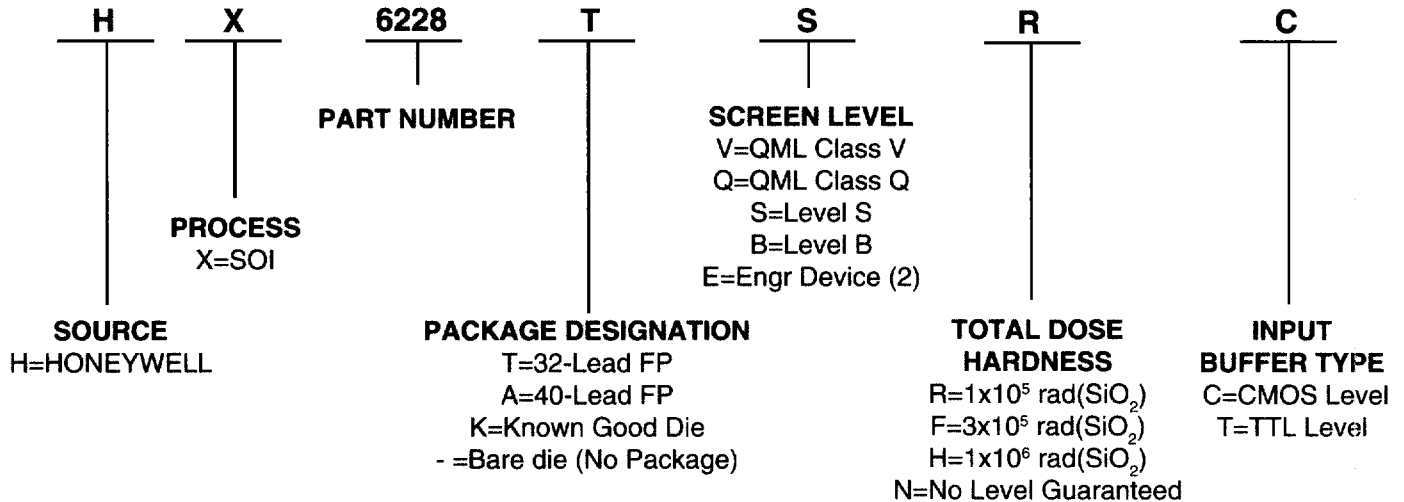 H X 6228 T S R C
PART NUMBER
SCREEN LEVEL
V=QML Class V
Q=QML Class Q
S=Level S
B=Level B
E=Engr Device (2)
PROCESS
X=SOI
SOURCE
H=HONEYWELL
PACKAGE DESIGNATION
T=32-Lead FP
A=40-Lead FP
K=Known Good Die
- =Bare die (No Package)
TOTAL DOSE
HARDNESS
R=1x10⁵ rad(SiO₂)
F=3x10⁵ rad(SiO₂)
H=1x10⁶ rad(SiO₂)
N=No Level Guaranteed
INPUT
BUFFER TYPE
C=CMOS Level
T=TTL Level